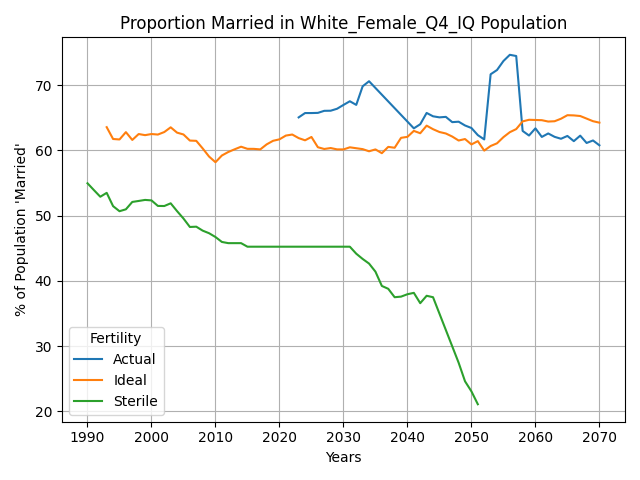 Proportion Married in White_Female_Q4_IQ Population
% of Population 'Married'
70
60
50
40
30
20
Fertility
Actual
Ideal
Sterile
1990 2000 2010 2020 2030 2040 2050 2060 2070
Years